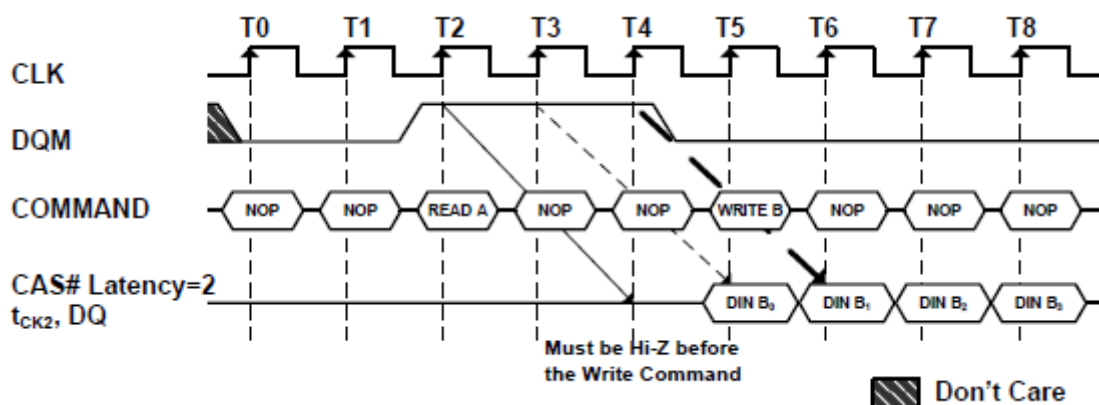 T0 T1 T2 T3 T4 T5 T6 T7 T8
CLK
DQM
COMMAND NOP NOP READ A NOP NOP WRITE B NOP NOP NOP
CAS# Latency=2
tCK2, DQ DIN B0 DIN B1 DIN B2 DIN B3
Must be Hi-Z before
the Write Command
Don't Care